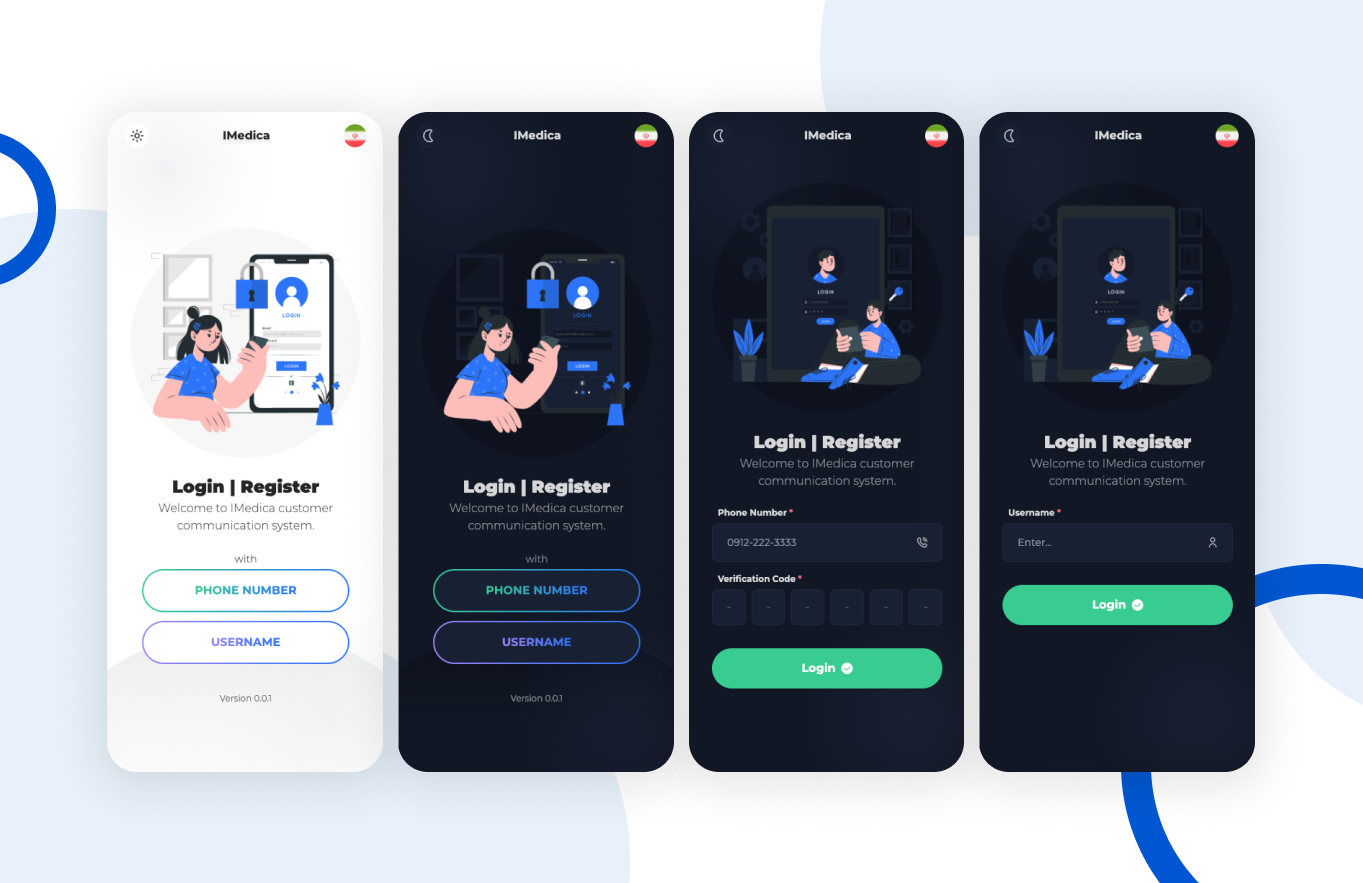 IMedica
LOGIN
LOGIN
Login | Register
Welcome to IMedica customer
communication system.
with
PHONE NUMBER
USERNAME
Version 0.0.1
IMedica
LOGIN
LOGIN
Login | Register
Welcome to IMedica customer
communication system.
with
PHONE NUMBER
USERNAME
Version 0.0.1
IMedica
LOGIN
Login | Register
Welcome to IMedica customer
communication system.
Phone Number *
0912-222-3333
Verification Code *
- - - - - -
Login
IMedica
LOGIN
Login | Register
Welcome to IMedica customer
communication system.
Username *
Enter...
Login